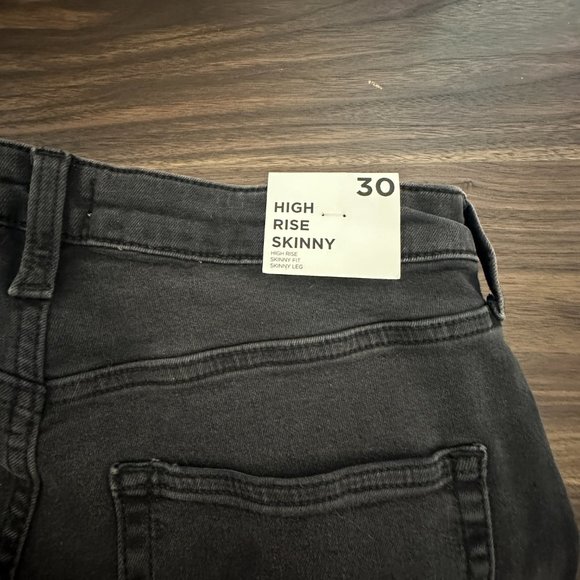 30
HIGH
RISE
SKINNY
HIGH RISE
SKINNY FIT
SKINNY LEG